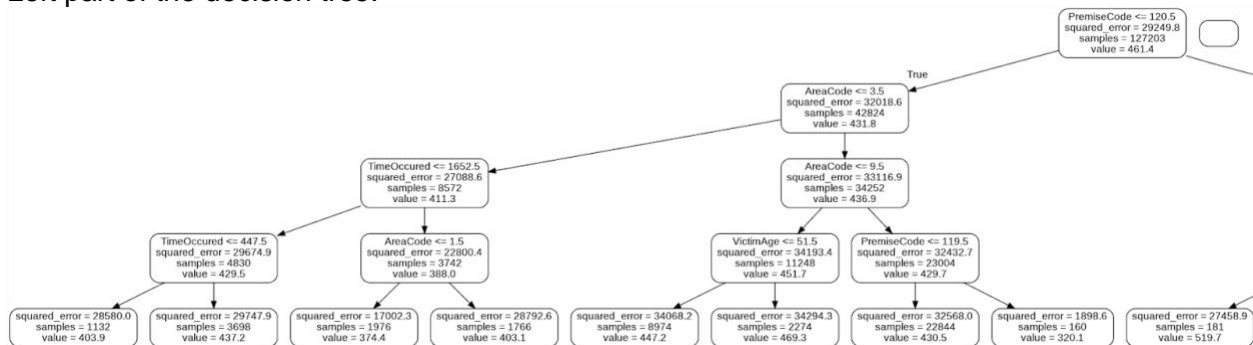 Left part of the decision tree:
PremiseCode <= 120.5
squared_error = 29249.8
samples = 127203
value = 461.4
True
AreaCode <= 3.5
squared_error = 32018.6
samples = 42824
value = 431.8
TimeOccured <= 1652.5
squared_error = 27088.6
samples = 8572
value = 411.3
AreaCode <= 9.5
squared_error = 33116.9
samples = 34252
value = 436.9
TimeOccured <= 447.5
squared_error = 29674.9
samples = 4830
value = 429.5
AreaCode <= 1.5
squared_error = 22800.4
samples = 3742
value = 388.0
VictimAge <= 51.5
squared_error = 34193.4
samples = 11248
value = 451.7
PremiseCode <= 119.5
squared_error = 32432.7
samples = 23004
value = 429.7
squared_error = 28580.0
samples = 1132
value = 403.9
squared_error = 29747.9
samples = 3698
value = 437.2
squared_error = 17002.3
samples = 1976
value = 374.4
squared_error = 28792.6
samples = 1766
value = 403.1
squared_error = 34068.2
samples = 8974
value = 447.2
squared_error = 34294.3
samples = 2274
value = 469.3
squared_error = 32568.0
samples = 22844
value = 430.5
squared_error = 1898.6
samples = 160
value = 320.1
squared_error = 27458.9
samples = 181
value = 519.7